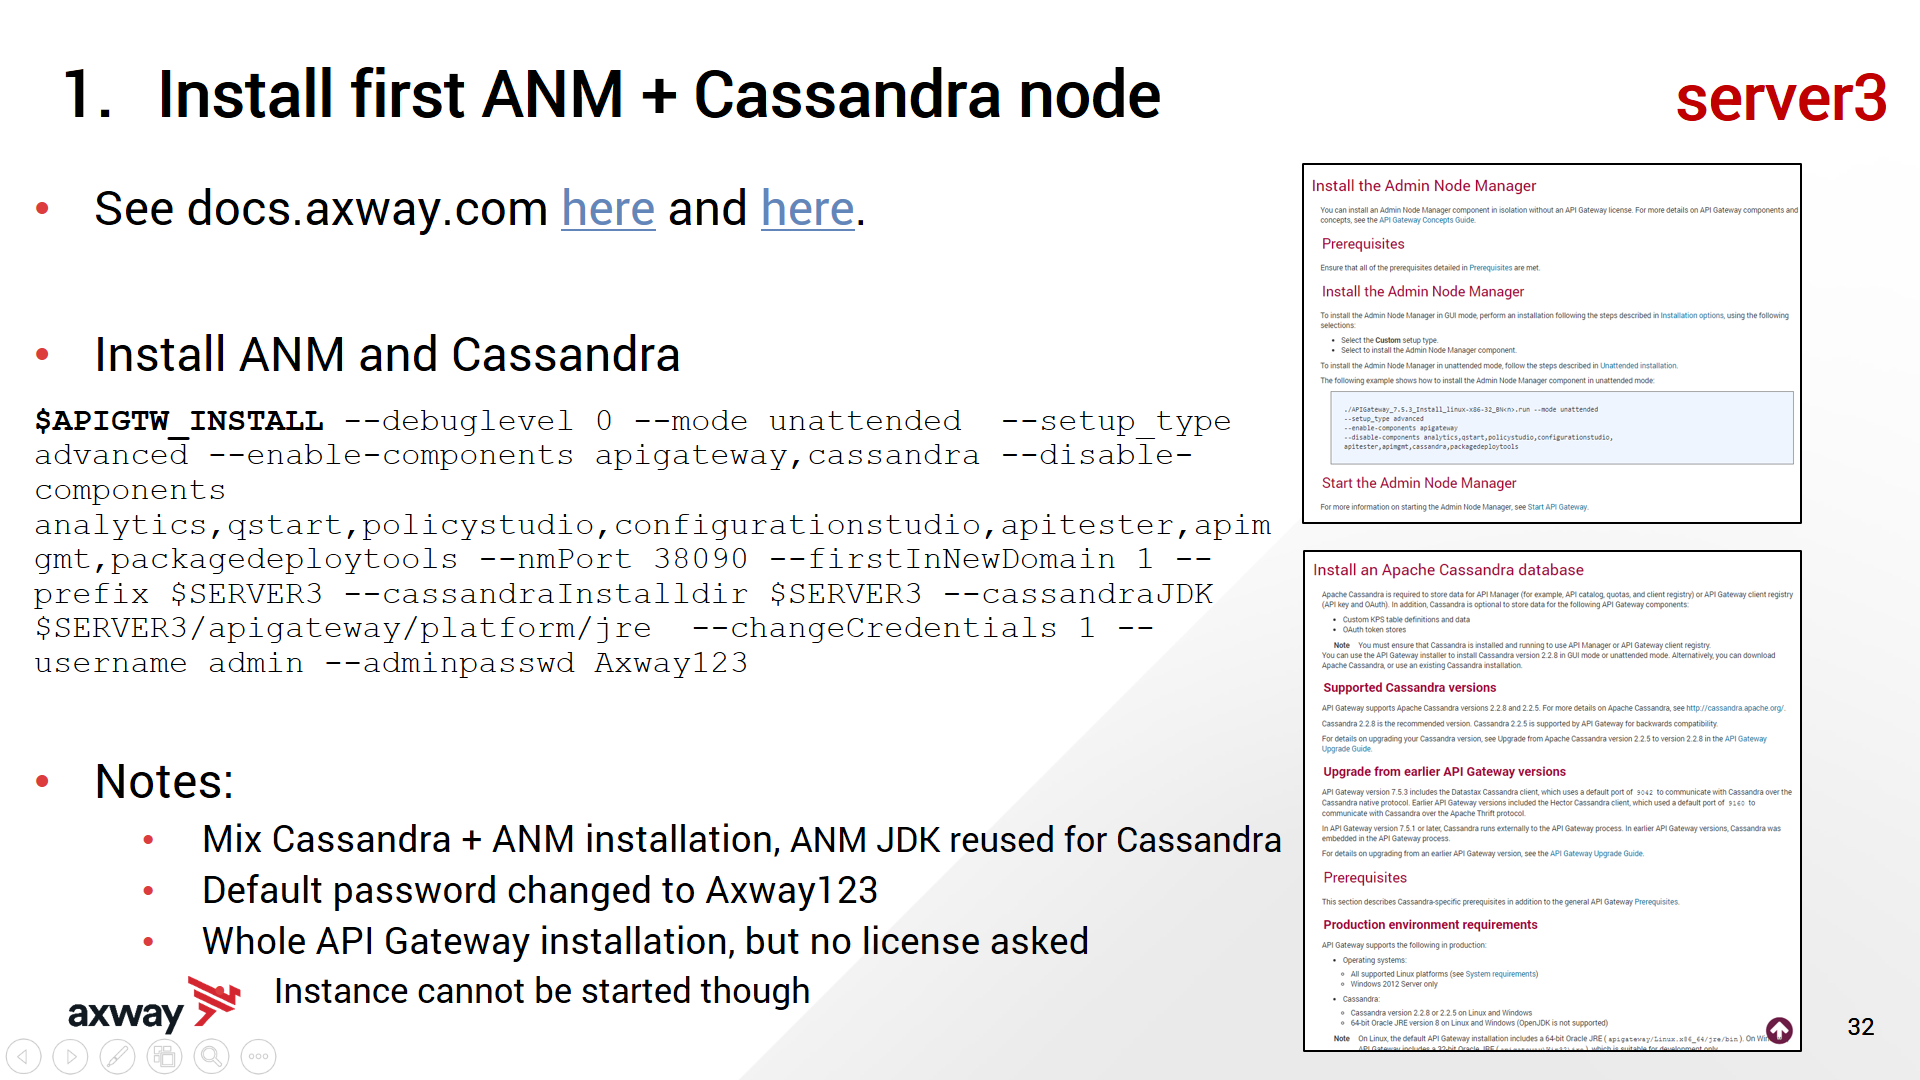 1. Install first ANM + Cassandra node
server3
• See docs.axway.com here and here.
• Install ANM and Cassandra
$APIGTW_INSTALL --debuglevel 0 --mode unattended --setup_type
advanced --enable-components apigateway,cassandra --disable-
components
analytics,qstart,policystudio,configurationstudio,apitester,apim
gmt,packagedeploytools --nmPort 38090 --firstInNewDomain 1 --
prefix $SERVER3 --cassandraInstalldir $SERVER3 --cassandraJDK
$SERVER3/apigateway/platform/jre --changeCredentials 1 --
username admin --adminpasswd Axway123
• Notes:
• Mix Cassandra + ANM installation, ANM JDK reused for Cassandra
• Default password changed to Axway123
• Whole API Gateway installation, but no license asked
Instance cannot be started though
axway
Install the Admin Node Manager
You can install an Admin Node Manager component in isolation without an API Gateway license. For more details on API Gateway components and
concepts, see the API Gateway Concepts Guide.
Prerequisites
Ensure that all of the prerequisites detailed in Prerequisites are met.
Install the Admin Node Manager
To install the Admin Node Manager in GUI mode, perform an installation following the steps described in Installation options, using the following
selections:
• Select the Custom setup type.
• Select to install the Admin Node Manager component.
To install the Admin Node Manager in unattended mode, follow the steps described in Unattended installation.
The following example shows how to install the Admin Node Manager component in unattended mode:
./APIGateway_7.5.3_Install_linux-x86-32_BN<n>.run --mode unattended
--setup_type advanced
--enable-components apigateway
--disable-components analytics,qstart,policystudio,configurationstudio,
apitester,apimgmt,cassandra,packagedeploytools
Start the Admin Node Manager
For more information on starting the Admin Node Manager, see Start API Gateway.
Install an Apache Cassandra database
Apache Cassandra is required to store data for API Manager (for example, API catalog, quotas, and client registry) or API Gateway client registry
(API key and OAuth). In addition, Cassandra is optional to store data for the following API Gateway components:
• Custom KPS table definitions and data
• OAuth token stores
Note You must ensure that Cassandra is installed and running to use API Manager or API Gateway client registry.
You can use the API Gateway installer to install Cassandra version 2.2.8 in GUI mode or unattended mode. Alternatively, you can download
Apache Cassandra, or use an existing Cassandra installation.
Supported Cassandra versions
API Gateway supports Apache Cassandra versions 2.2.8 and 2.2.5. For more details on Apache Cassandra, see http://cassandra.apache.org/.
Cassandra 2.2.8 is the recommended version. Cassandra 2.2.5 is supported by API Gateway for backwards compatibility.
For details on upgrading your Cassandra version, see Upgrade from Apache Cassandra version 2.2.5 to version 2.2.8 in the API Gateway
Upgrade Guide.
Upgrade from earlier API Gateway versions
API Gateway version 7.5.3 includes the Datastax Cassandra client, which uses a default port of 9042 to communicate with Cassandra over the
Cassandra native protocol. Earlier API Gateway versions included the Hector Cassandra client, which used a default port of 9160 to
communicate with Cassandra over the Apache Thrift protocol.
In API Gateway version 7.5.1 or later, Cassandra runs externally to the API Gateway process. In earlier API Gateway versions, Cassandra was
embedded in the API Gateway process.
For details on upgrading from an earlier API Gateway version, see the API Gateway Upgrade Guide.
Prerequisites
This section describes Cassandra-specific prerequisites in addition to the general API Gateway Prerequisites.
Production environment requirements
API Gateway supports the following in production:
• Operating systems:
All supported Linux platforms (see System requirements)
Windows 2012 Server only
• Cassandra:
Cassandra version 2.2.8 or 2.2.5 on Linux and Windows
64-bit Oracle JRE version 8 on Linux and Windows (OpenJDK is not supported)
Note On Linux, the default API Gateway installation includes a 64-bit Oracle JRE ( apigateway/Linux.x86_64/jre/bin ). On
32